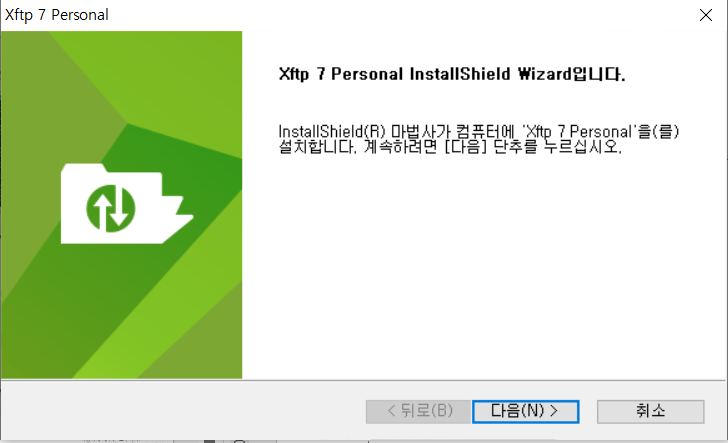 Xftp 7 Personal
Xftp 7 Personal InstallShield Wizard입니다.
InstallShield(R) 마법사가 컴퓨터에 'Xftp 7 Personal'을(를)
설치합니다. 계속하려면 [다음] 단추를 누르십시오.
< 뒤로(B)
다음(N) >
취소